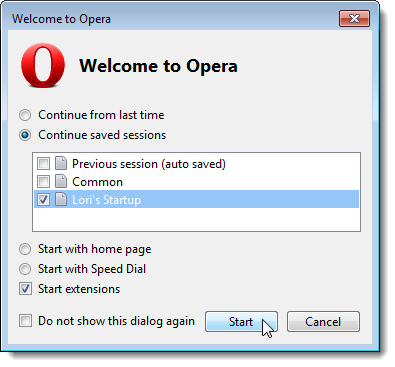 Welcome to Opera
Welcome to Opera
Continue from last time
Continue saved sessions
Previous session (auto saved)
Common
Lori's Startup
Start with home page
Start with Speed Dial
Start extensions
Do not show this dialog again
Start
Cancel